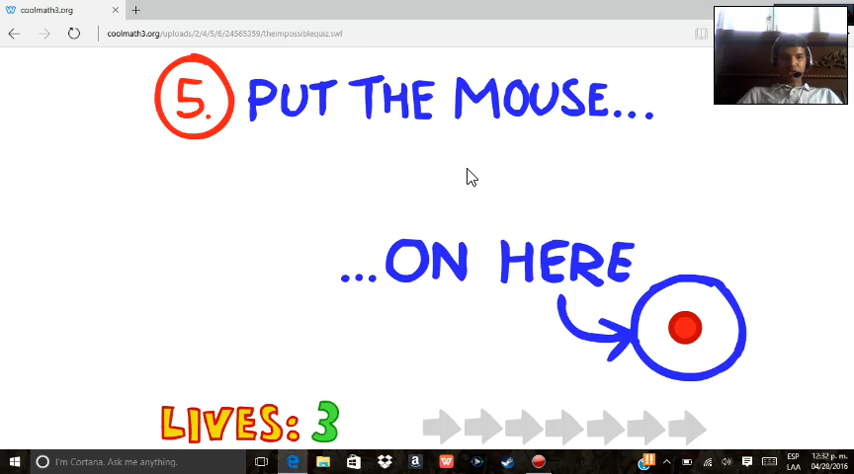 coolmath3.org
coolmath3.org/uploads/2/4/5/6/24565359/theimpossiblequiz.swf
5. PUT THE MOUSE...
...ON HERE
LIVES: 3
I'm Cortana. Ask me anything.
ESP 12:32 p. m.
LAA 04/28/2016